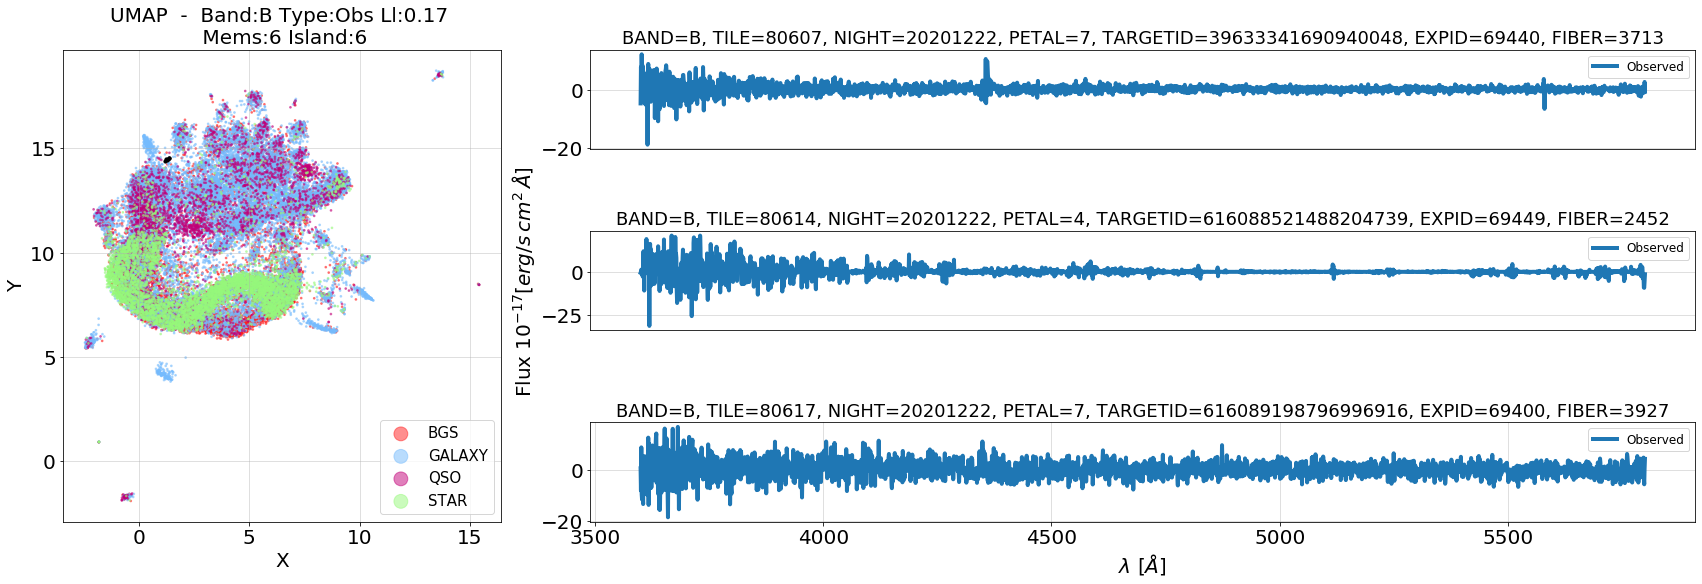 UMAP  -  Band:B Type:Obs Ll:0.17
Mems:6 Island:6
15
10
5
0
Y
0
5
10
15
X
BGS
GALAXY
QSO
STAR
Flux 10⁻¹⁷[erg/s cm² Å]
BAND=B, TILE=80607, NIGHT=20201222, PETAL=7, TARGETID=39633341690940048, EXPID=69440, FIBER=3713
Observed
0
−20
BAND=B, TILE=80614, NIGHT=20201222, PETAL=4, TARGETID=616088521488204739, EXPID=69449, FIBER=2452
Observed
0
−25
BAND=B, TILE=80617, NIGHT=20201222, PETAL=7, TARGETID=616089198796996916, EXPID=69400, FIBER=3927
Observed
0
−20
3500
4000
4500
5000
5500
λ [Å]